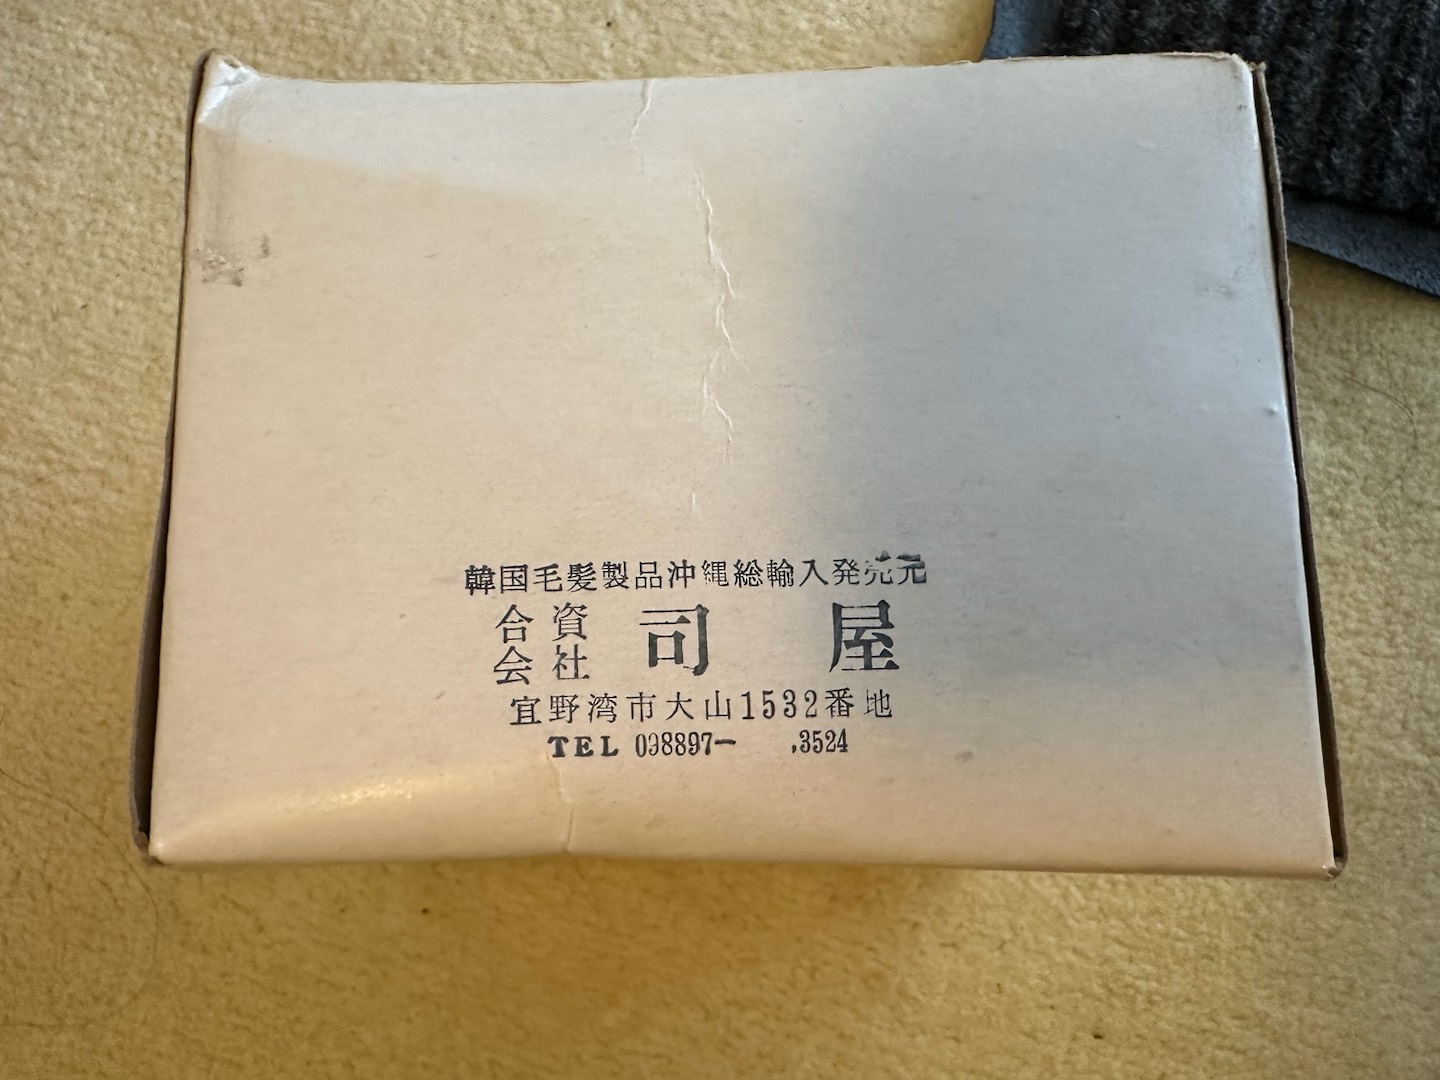 韓国毛髪製品沖縄総輸入発売元
合資会社 司屋
宜野湾市大山1532番地
TEL 098897- 3524